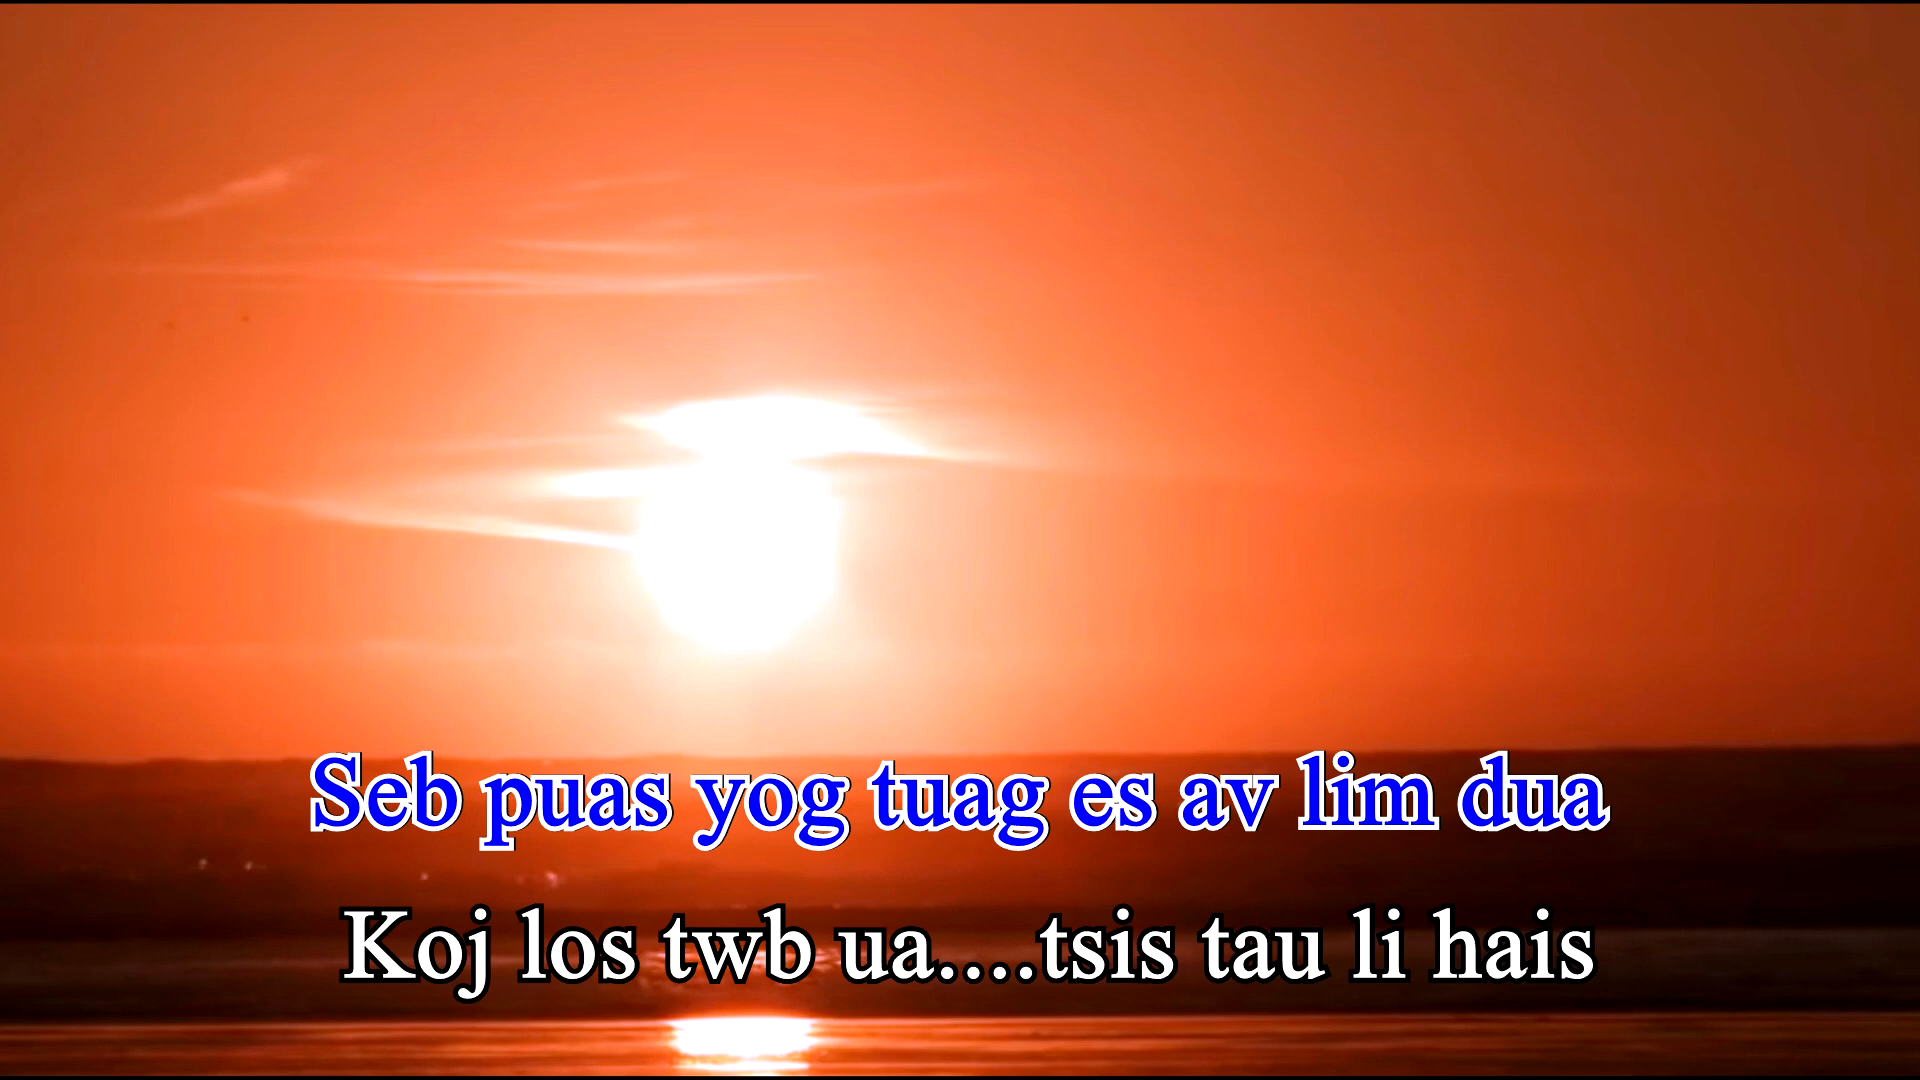 Seb puas yog tuag es av lim dua
Koj los twb ua....tsis tau li hais